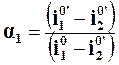 α₁ = (i₁⁰′ − i₂⁰′) / (i₁⁰ − i₂⁰‵)